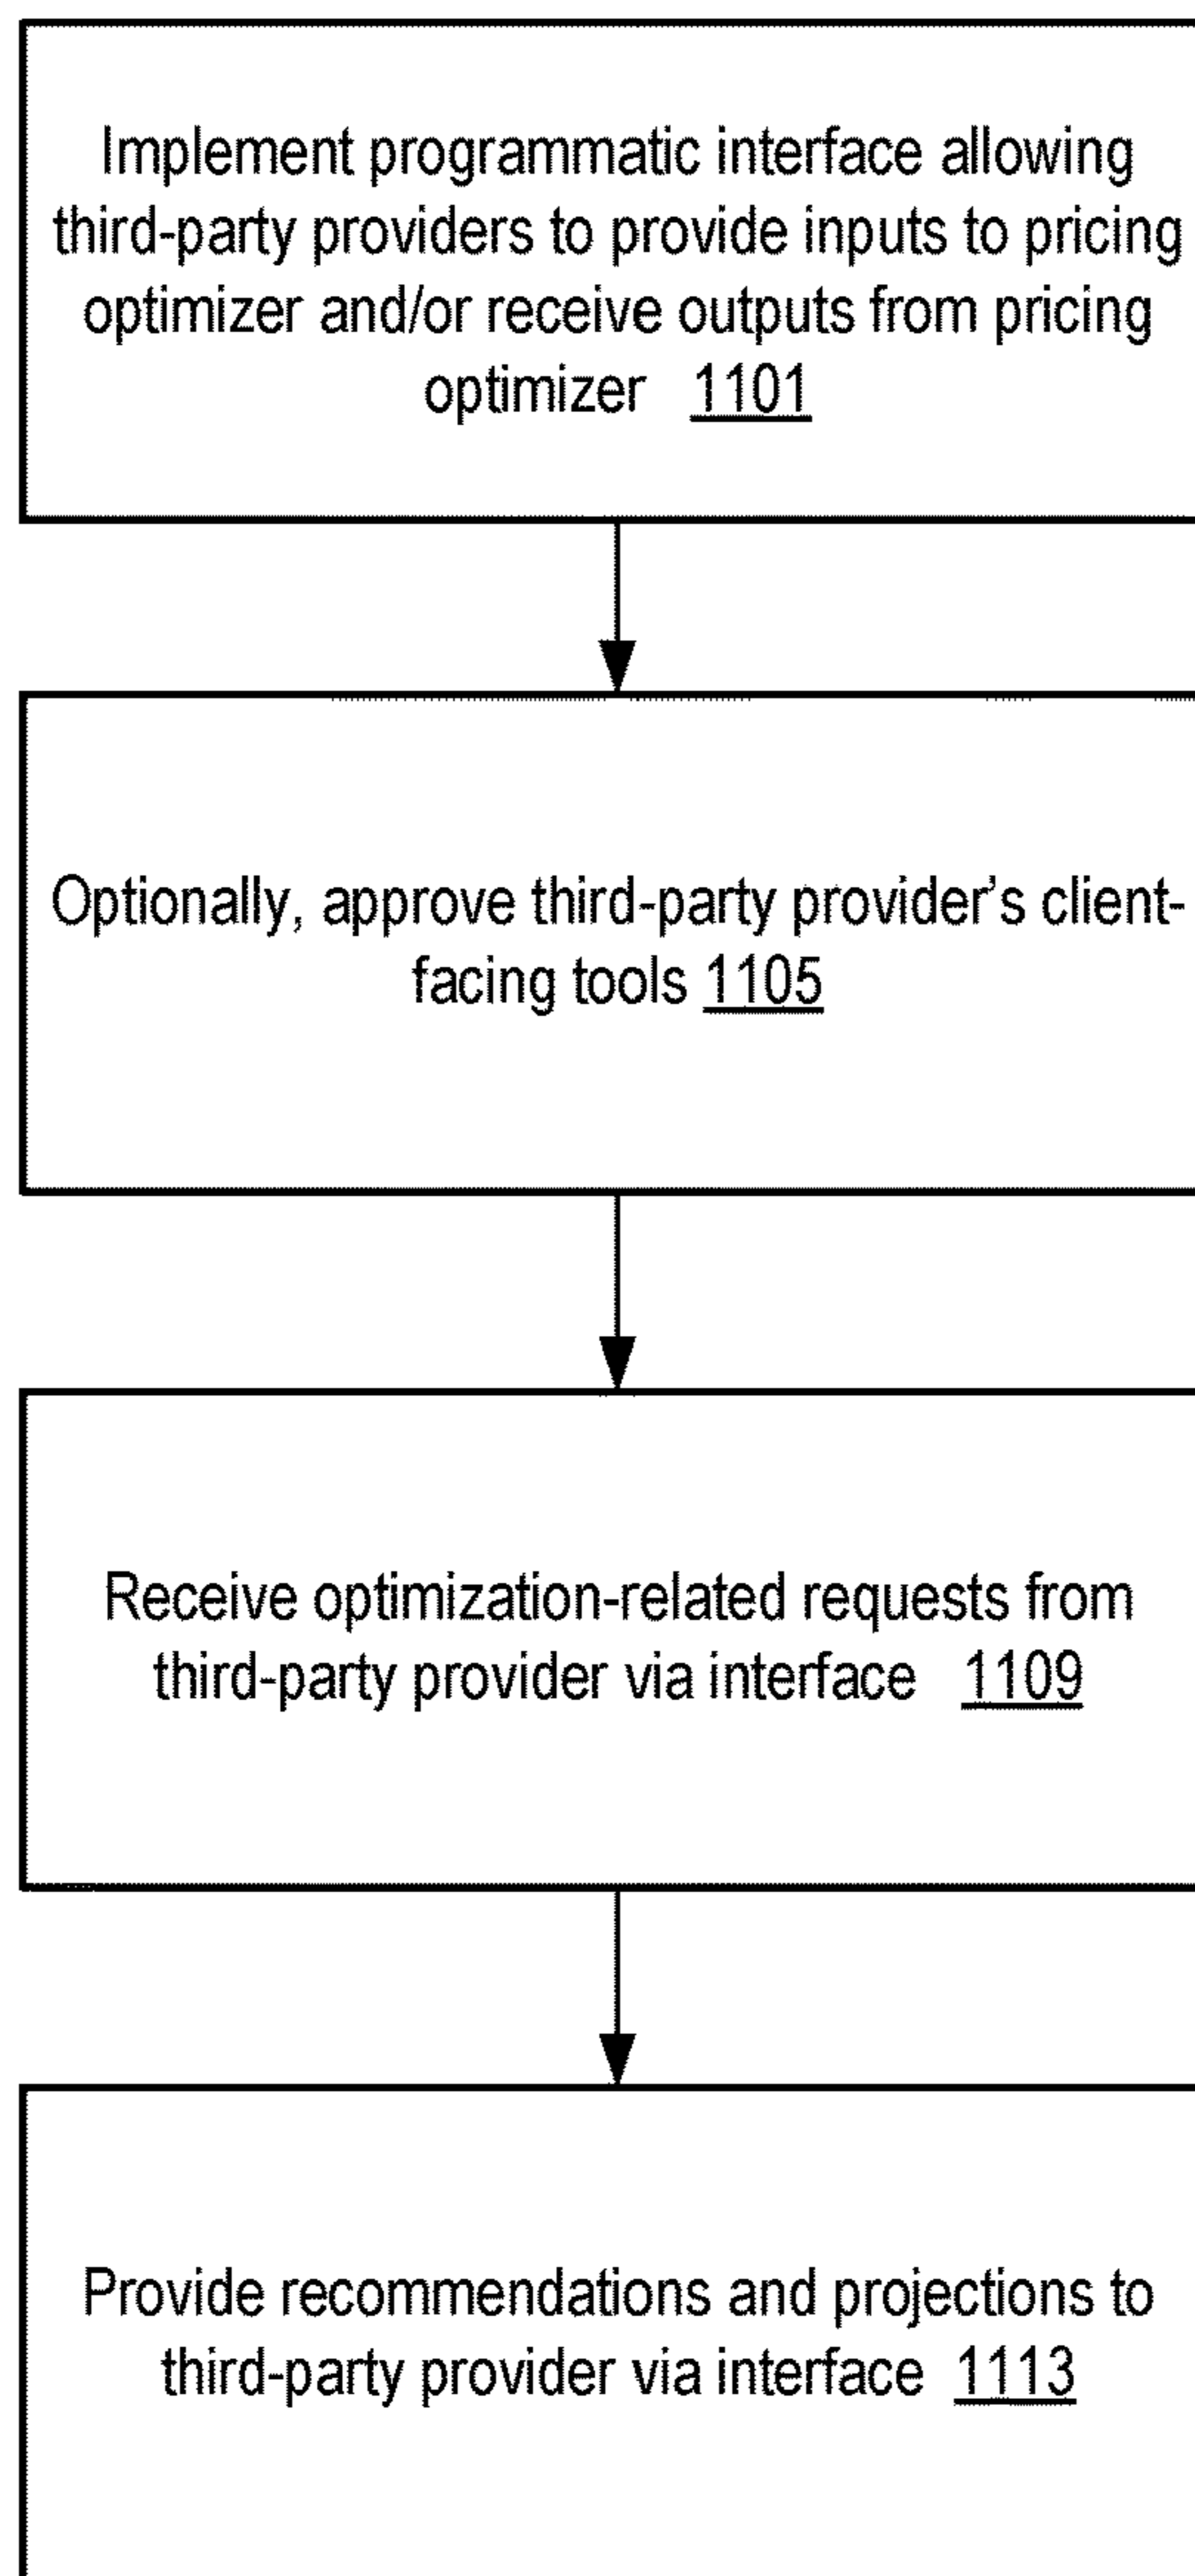 Implement programmatic interface allowing
third-party providers to provide inputs to pricing
optimizer and/or receive outputs from pricing
optimizer 1101
Optionally, approve third-party provider’s client-
facing tools 1105
Receive optimization-related requests from
third-party provider via interface 1109
Provide recommendations and projections to
third-party provider via interface 1113